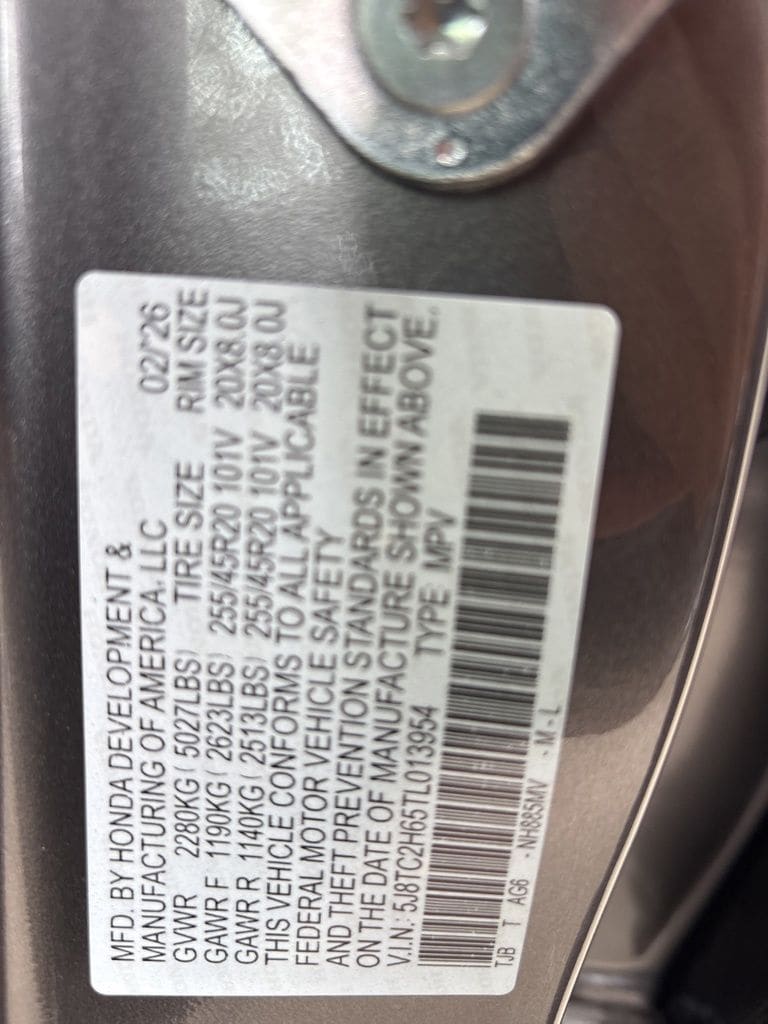 MFD. BY HONDA DEVELOPMENT &
MANUFACTURING OF AMERICA, LLC 02/'26
GVWR 2280KG(5027LBS) TIRE SIZE RIM SIZE
GAWR F 1190KG(2623LBS) 255/45R20 101V 20X8.0J
GAWR R 1140KG(2513LBS) 255/45R20 101V 20X8.0J
THIS VEHICLE CONFORMS TO ALL APPLICABLE
FEDERAL MOTOR VEHICLE SAFETY
AND THEFT PREVENTION STANDARDS IN EFFECT
ON THE DATE OF MANUFACTURE SHOWN ABOVE.
V.I.N.: 5J8TC2H65TL013954 TYPE: MPV
TJB T AG6 -NH885MV -M-L